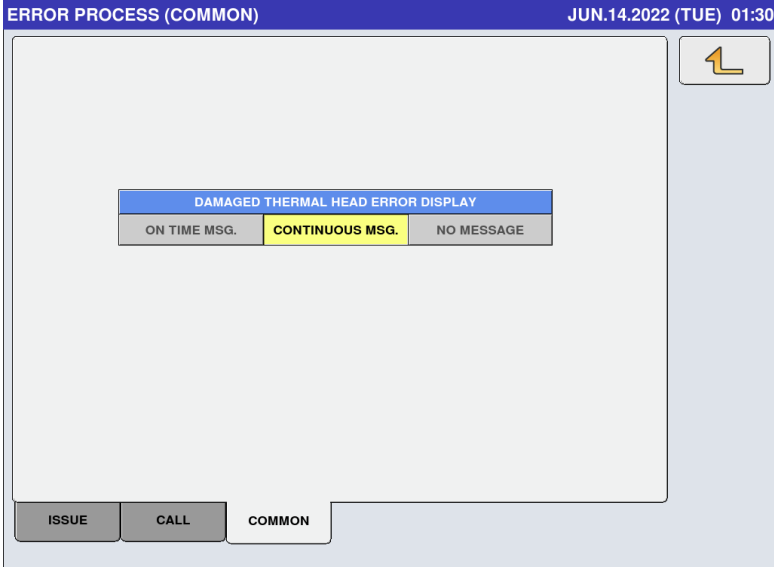 ERROR PROCESS (COMMON) JUN.14.2022 (TUE) 01:30
DAMAGED THERMAL HEAD ERROR DISPLAY
ON TIME MSG. CONTINUOUS MSG. NO MESSAGE
ISSUE CALL COMMON